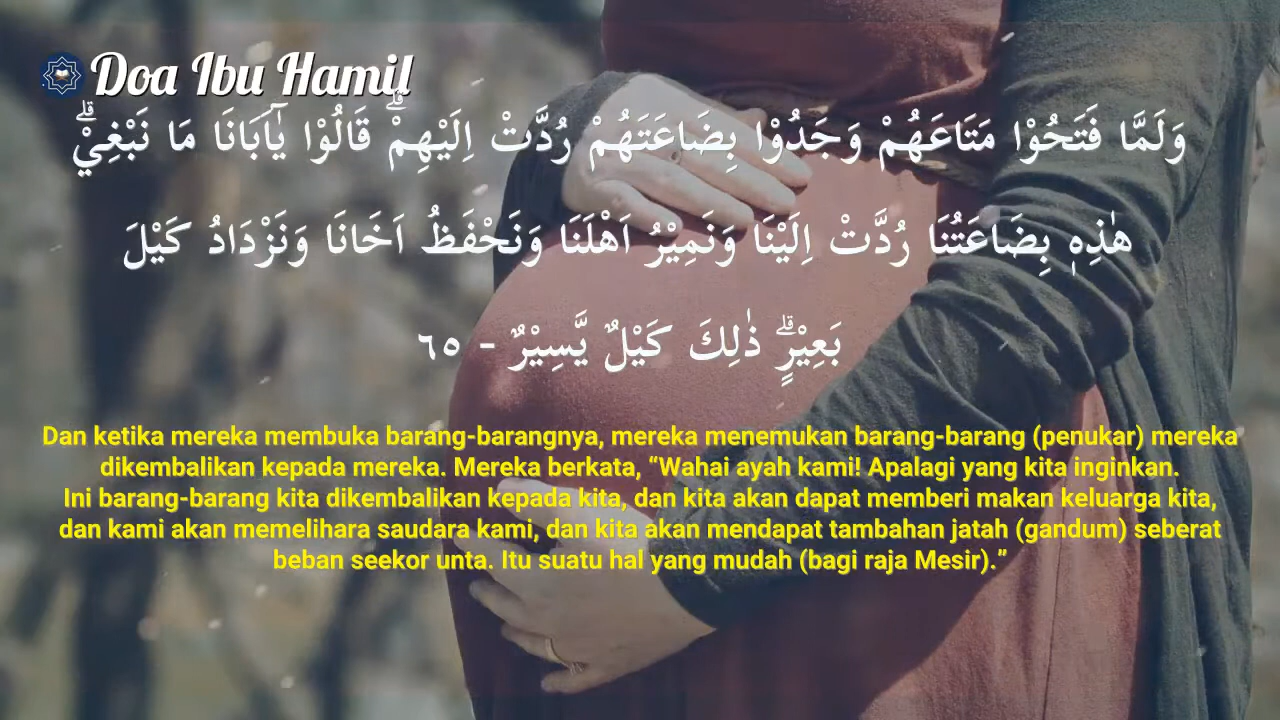 Doa Ibu Hamil
وَلَمَّا فَتَحُوْا مَتَاعَهُمْ وَجَدُوْا بِضَاعَتَهُمْ رُدَّتْ اِلَيْهِمْۗ قَالُوْا يٰٓاَبَانَا مَا نَبْغِيْۗ
هٰذِهٖ بِضَاعَتُنَا رُدَّتْ اِلَيْنَا وَنَمِيْرُ اَهْلَنَا وَنَحْفَظُ اَخَانَا وَنَزْدَادُ كَيْلَ
بَعِيْرٍۗ ذٰلِكَ كَيْلٌ يَّسِيْرٌ - ٦٥
Dan ketika mereka membuka barang-barangnya, mereka menemukan barang-barang (penukar) mereka
dikembalikan kepada mereka. Mereka berkata, “Wahai ayah kami! Apalagi yang kita inginkan.
Ini barang-barang kita dikembalikan kepada kita, dan kita akan dapat memberi makan keluarga kita,
dan kami akan memelihara saudara kami, dan kita akan mendapat tambahan jatah (gandum) seberat
beban seekor unta. Itu suatu hal yang mudah (bagi raja Mesir).”